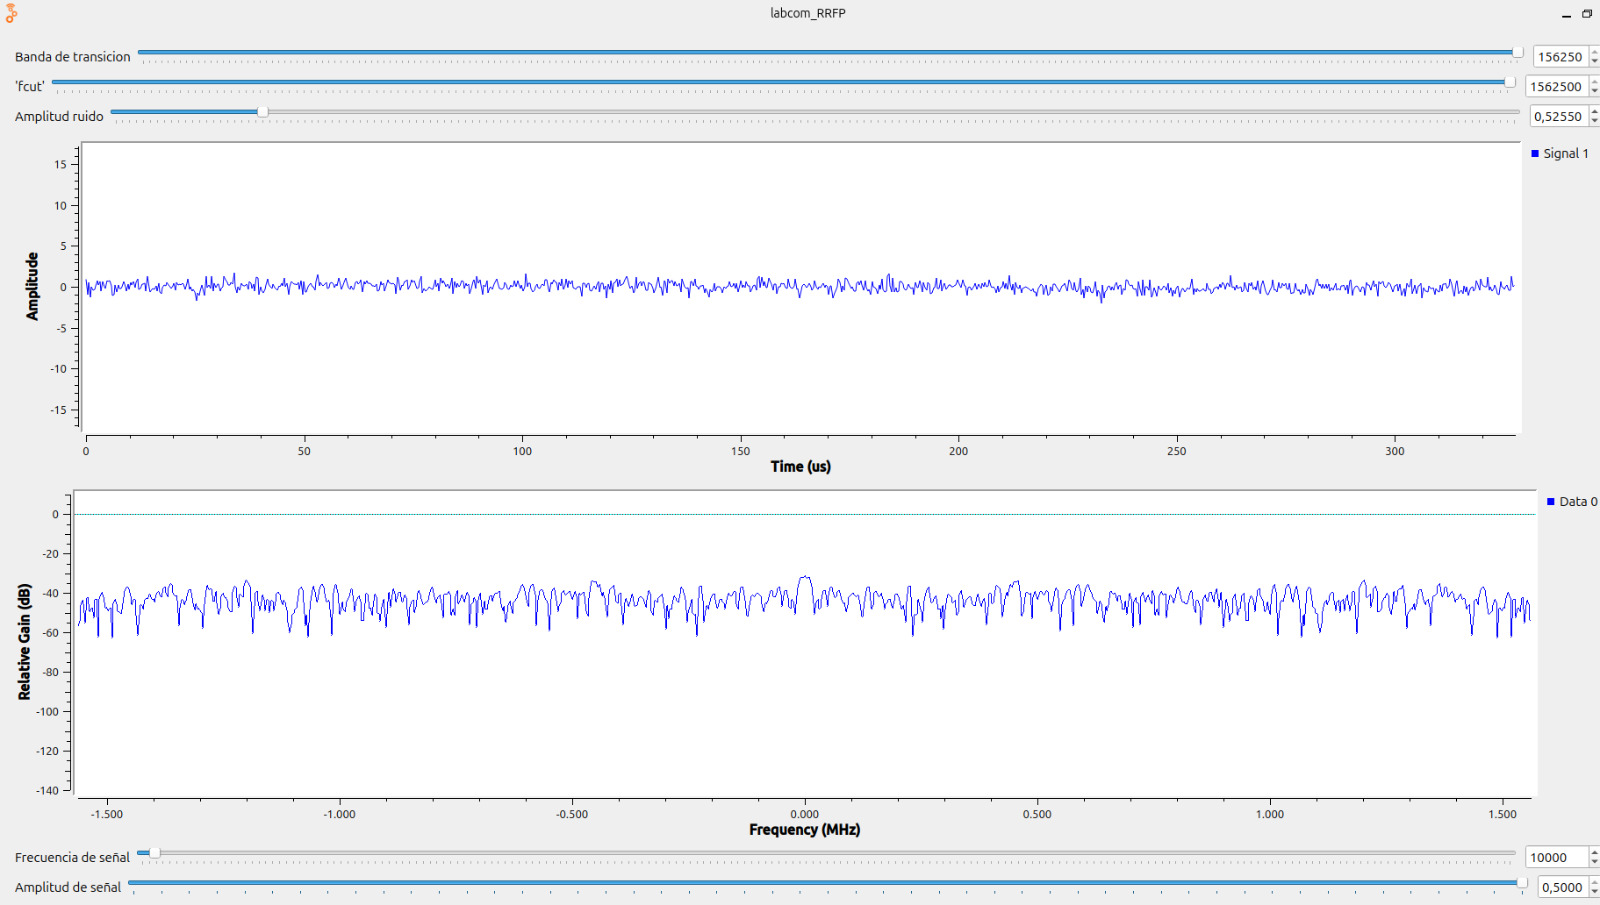 labcom_RRFP
Banda de transicion 156250
'fcut' 1562500
Amplitud ruido 0,52550
Signal 1
15
10
5
0
-5
-10
-15
Amplitude
0 50 100 150 200 250 300
Time (us)
Data 0
0
-20
-40
-60
-80
-100
-120
-140
Relative Gain (dB)
-1.500 -1.000 -0.500 0.000 0.500 1.000 1.500
Frequency (MHz)
Frecuencia de señal 10000
Amplitud de señal 0,5000